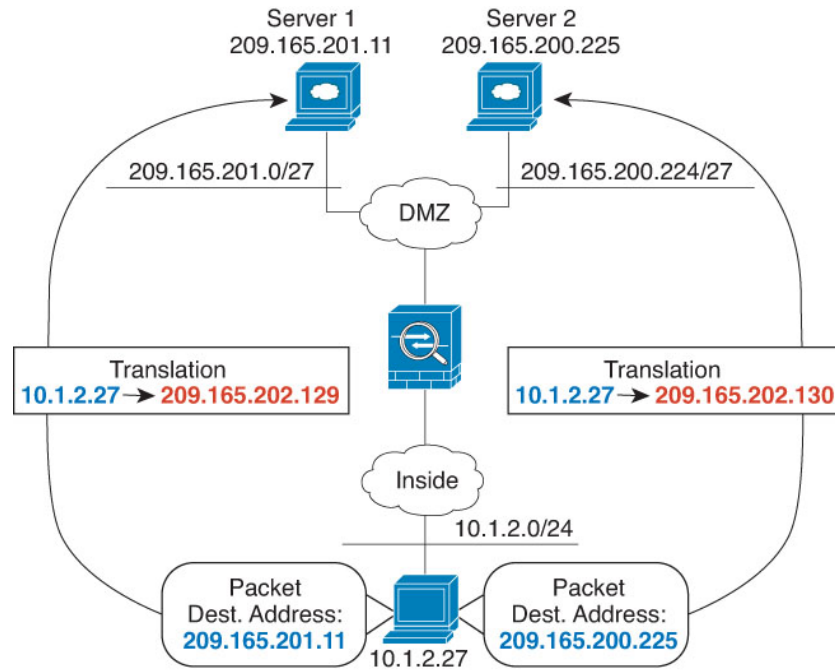 Server 1
209.165.201.11
Server 2
209.165.200.225
209.165.201.0/27
209.165.200.224/27
DMZ
Translation
10.1.2.27 → 209.165.202.129
Translation
10.1.2.27 → 209.165.202.130
Inside
10.1.2.0/24
Packet
Dest. Address:
209.165.201.11
Packet
Dest. Address:
209.165.200.225
10.1.2.27